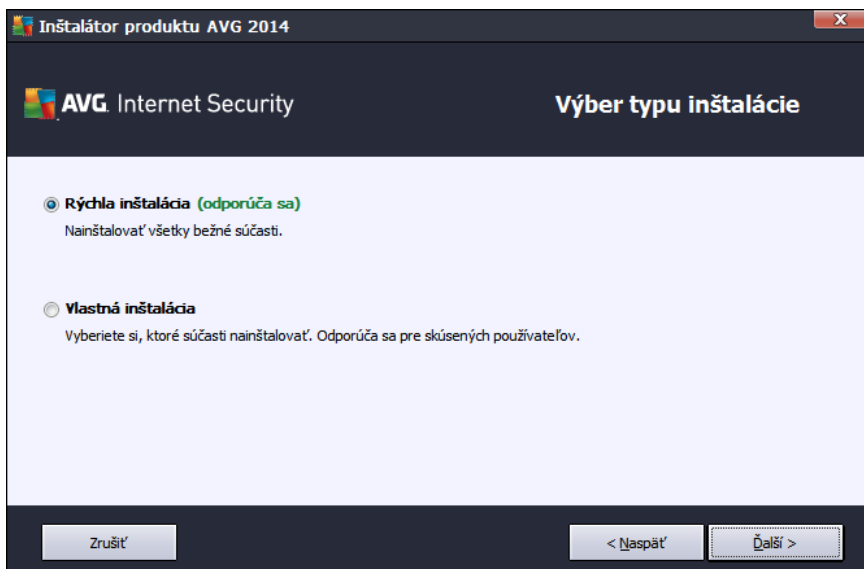 Inštalátor produktu AVG 2014
AVG. Internet Security
Výber typu inštalácie
Rýchla inštalácia (odporúča sa)
Nainštalovať všetky bežné súčasti.
Vlastná inštalácia
Vyberiete si, ktoré súčasti nainštalovať. Odporúča sa pre skúsených používateľov.
Zrušiť
< Naspäť
Ďalší >